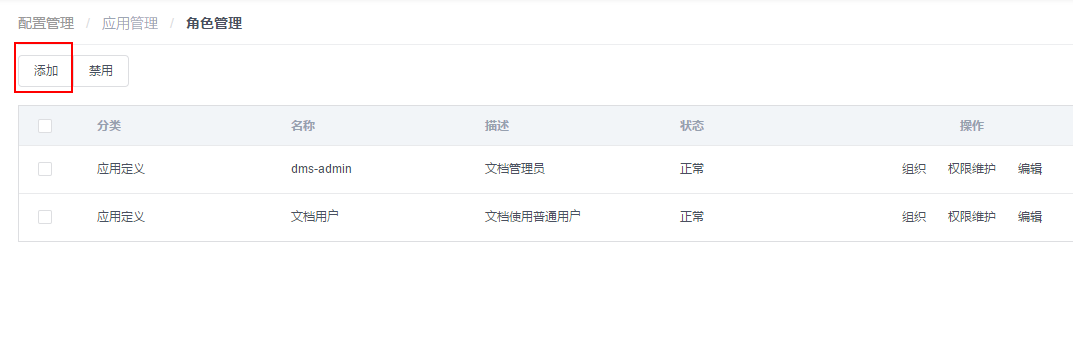 配置管理 / 应用管理 / 角色管理
添加 禁用
分类 名称 描述 状态 操作
应用定义 dms-admin 文档管理员 正常 组织 权限维护 编辑
应用定义 文档用户 文档使用普通用户 正常 组织 权限维护 编辑